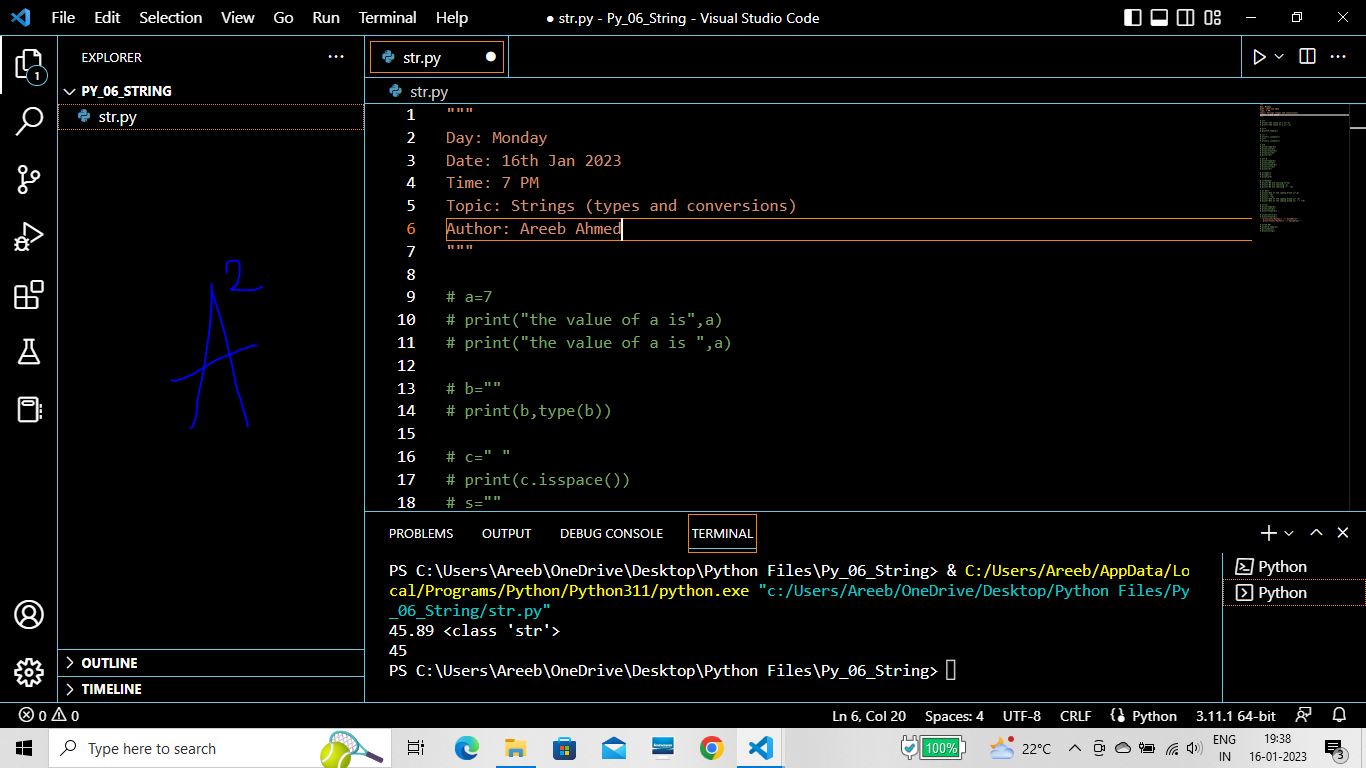 File Edit Selection View Go Run Terminal Help ● str.py - Py_06_String - Visual Studio Code
EXPLORER ···
str.py ●
1
PY_06_STRING
str.py
str.py
1 """
2 Day: Monday
3 Date: 16th Jan 2023
4 Time: 7 PM
5 Topic: Strings (types and conversions)
6 Author: Areeb Ahmed
7 """
8
9 # a=7
10 # print("the value of a is",a)
11 # print("the value of a is ",a)
12
13 # b=""
14 # print(b,type(b))
15
16 # c=" "
17 # print(c.isspace())
18 # s=""
A²
PROBLEMS OUTPUT DEBUG CONSOLE TERMINAL
PS C:\Users\Areeb\OneDrive\Desktop\Python Files\Py_06_String> & C:/Users/Areeb/AppData/Lo
cal/Programs/Python/Python311/python.exe "c:/Users/Areeb/OneDrive/Desktop/Python Files/Py
_06_String/str.py"
45.89 <class 'str'>
45
PS C:\Users\Areeb\OneDrive\Desktop\Python Files\Py_06_String>
Python
Python
OUTLINE
TIMELINE
0 0 Ln 6, Col 20 Spaces: 4 UTF-8 CRLF Python 3.11.1 64-bit
Type here to search
100% 22°C ENG 19:38
IN 16-01-2023 3